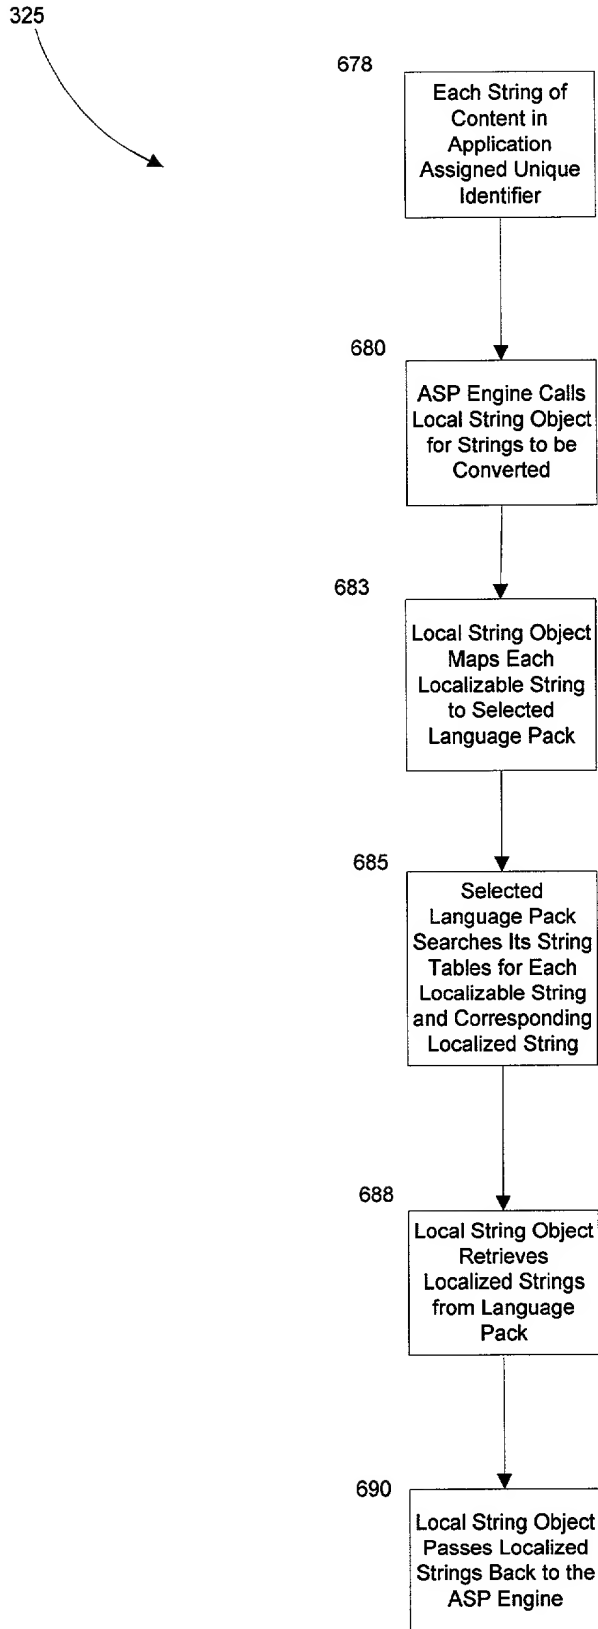 325
678
Each String of
Content in
Application
Assigned Unique
Identifier
680
ASP Engine Calls
Local String Object
for Strings to be
Converted
683
Local String Object
Maps Each
Localizable String
to Selected
Language Pack
685
Selected
Language Pack
Searches Its String
Tables for Each
Localizable String
and Corresponding
Localized String
688
Local String Object
Retrieves
Localized Strings
from Language
Pack
690
Local String Object
Passes Localized
Strings Back to the
ASP Engine